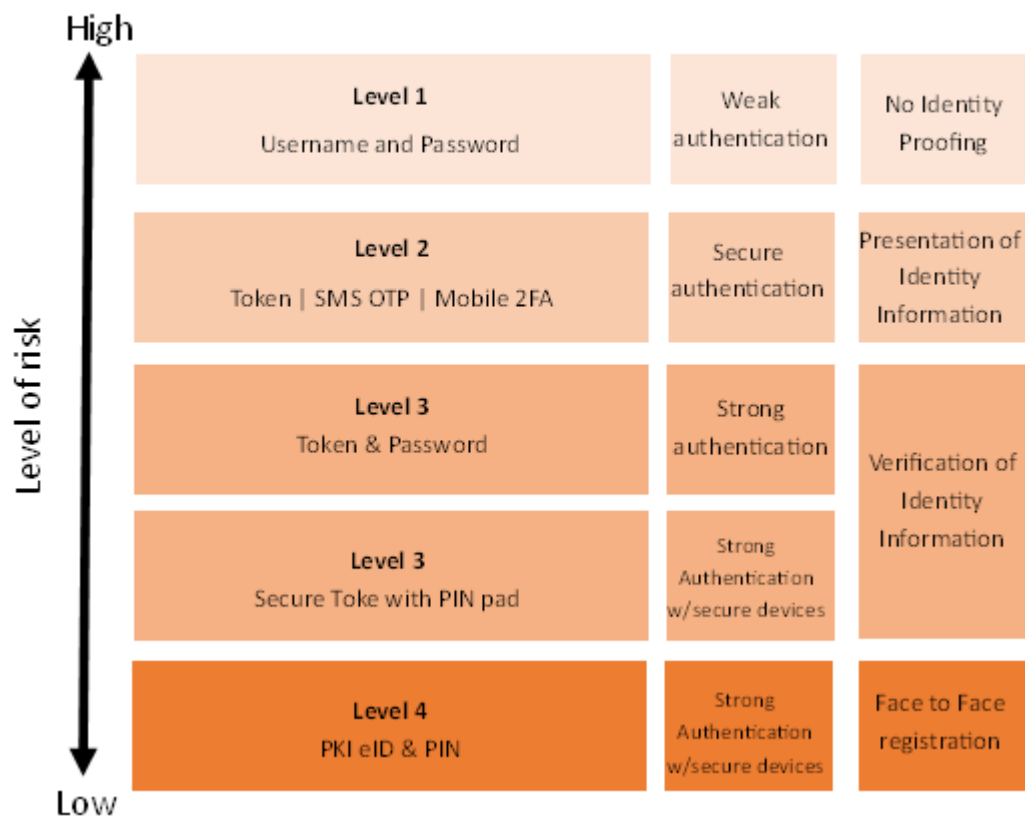 High
Level of risk
Level 1
Username and Password
Weak
authentication
No Identity
Proofing
Level 2
Token | SMS OTP | Mobile 2FA
Secure
authentication
Presentation of
Identity
Information
Level 3
Token & Password
Strong
authentication
Verification of
Identity
Information
Level 3
Secure Toke with PIN pad
Strong
Authentication
w/secure devices
Level 4
PKI eID & PIN
Strong
Authentication
w/secure devices
Face to Face
registration
Low